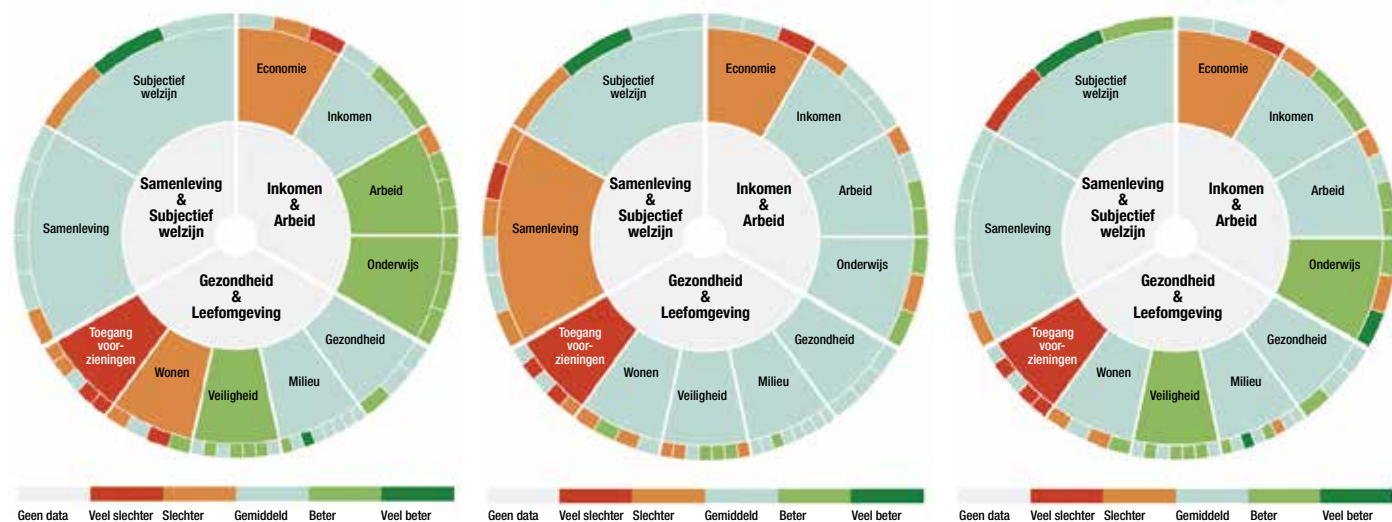 Subjectief
welzijn
Economie
Inkomen
Arbeid
Onderwijs
Gezondheid
Milieu
Veiligheid
Wonen
Toegang
voor-
zieningen
Samenleving
Samenleving
&
Subjectief
welzijn
Inkomen
&
Arbeid
Gezondheid
&
Leefomgeving
Geen data Veel slechter Slechter Gemiddeld Beter Veel beter
Subjectief
welzijn
Economie
Inkomen
Arbeid
Onderwijs
Gezondheid
Milieu
Veiligheid
Wonen
Toegang
voor-
zieningen
Samenleving
Samenleving
&
Subjectief
welzijn
Inkomen
&
Arbeid
Gezondheid
&
Leefomgeving
Geen data Veel slechter Slechter Gemiddeld Beter Veel beter
Subjectief
welzijn
Economie
Inkomen
Arbeid
Onderwijs
Gezondheid
Milieu
Veiligheid
Wonen
Toegang
voor-
zieningen
Samenleving
Samenleving
&
Subjectief
welzijn
Inkomen
&
Arbeid
Gezondheid
&
Leefomgeving
Geen data Veel slechter Slechter Gemiddeld Beter Veel beter